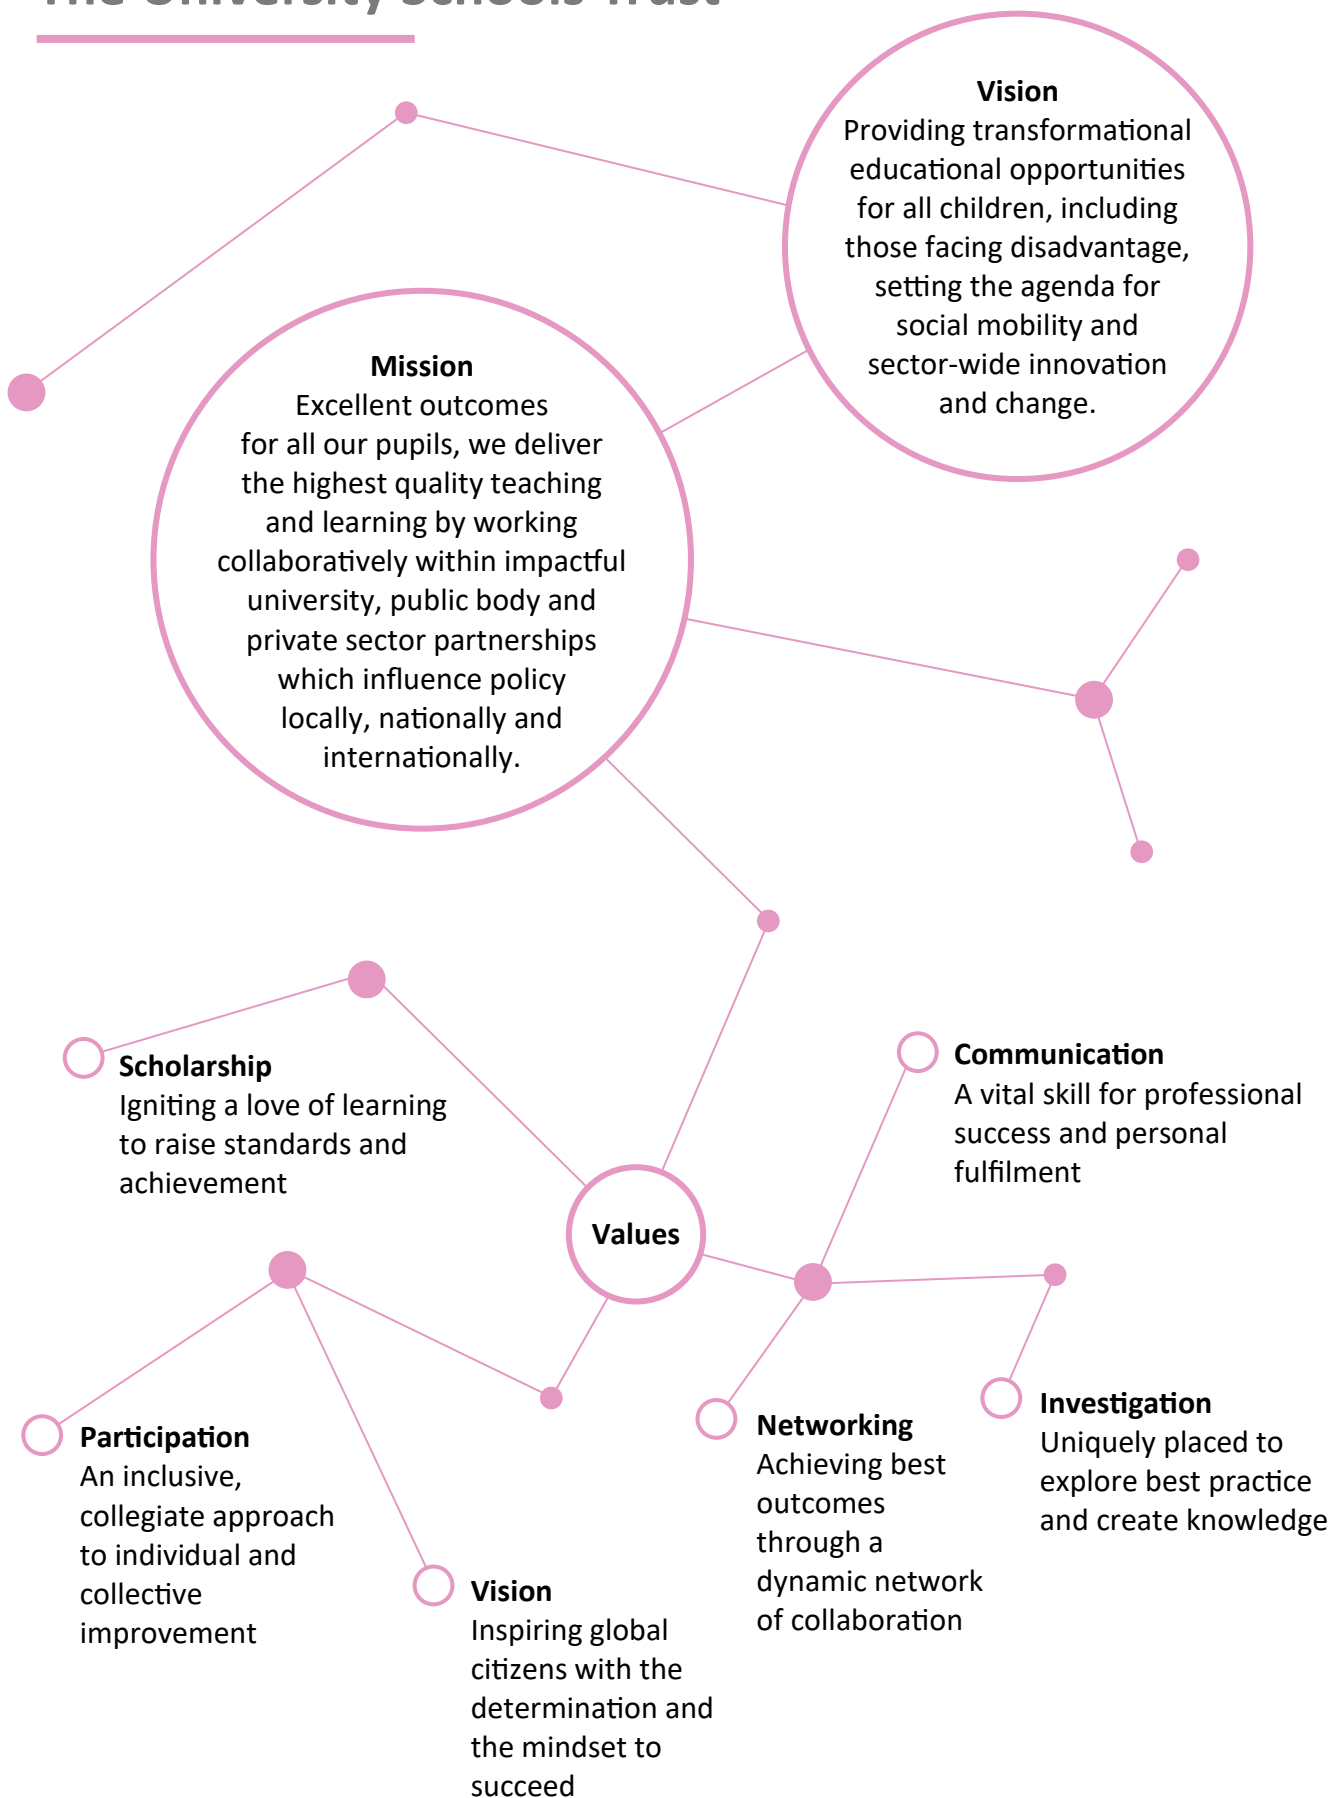 The University Schools Trust
Vision
Providing transformational
educational opportunities
for all children, including
those facing disadvantage,
setting the agenda for
social mobility and
sector-wide innovation
and change.
Mission
Excellent outcomes
for all our pupils, we deliver
the highest quality teaching
and learning by working
collaboratively within impactful
university, public body and
private sector partnerships
which influence policy
locally, nationally and
internationally.
Scholarship
Igniting a love of learning
to raise standards and
achievement
Communication
A vital skill for professional
success and personal
fulfilment
Values
Participation
An inclusive,
collegiate approach
to individual and
collective
improvement
Vision
Inspiring global
citizens with the
determination and
the mindset to
succeed
Networking
Achieving best
outcomes
through a
dynamic network
of collaboration
Investigation
Uniquely placed to
explore best practice
and create knowledge